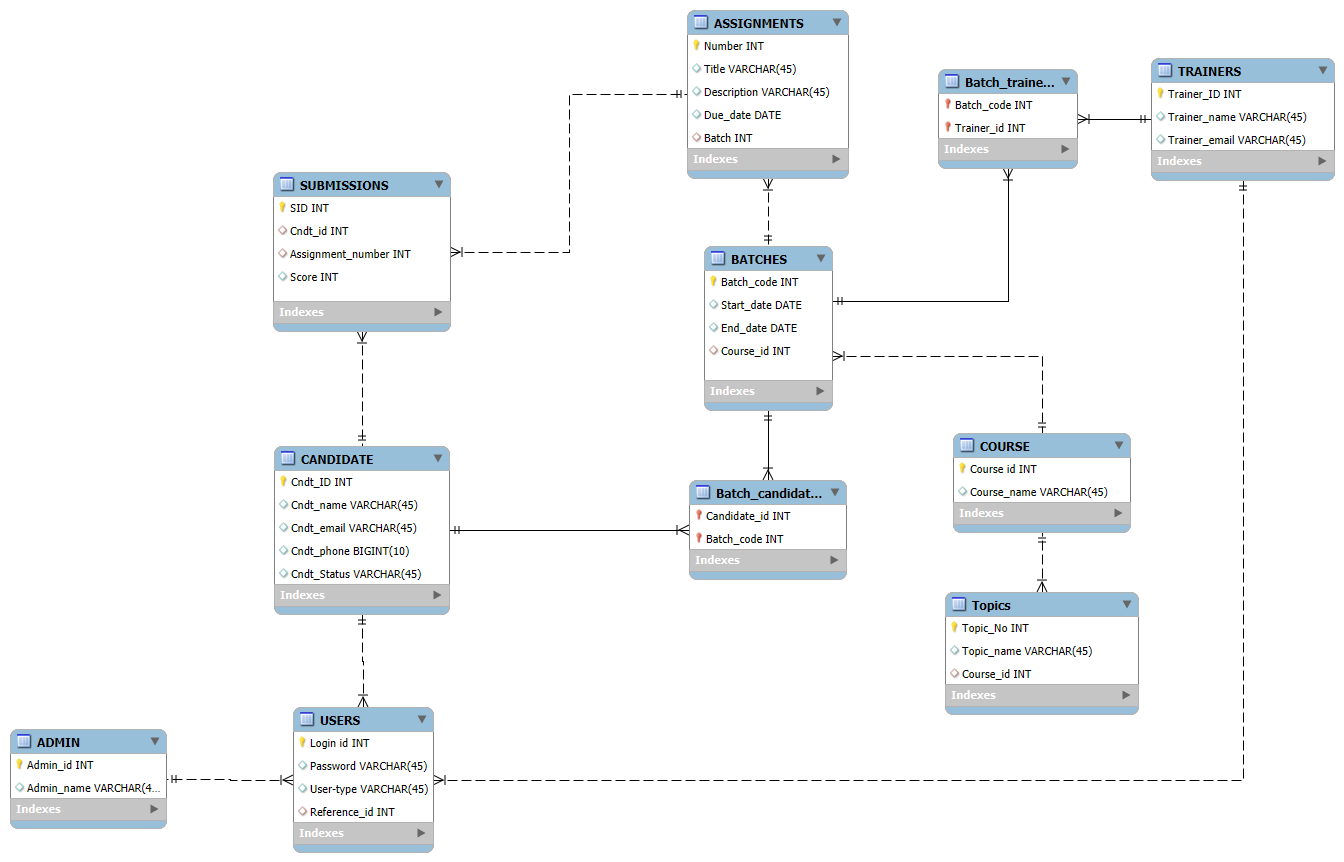 ASSIGNMENTS
Number INT
Title VARCHAR(45)
Description VARCHAR(45)
Due_date DATE
Batch INT
Indexes
Batch_traine...
Batch_code INT
Trainer_id INT
Indexes
TRAINERS
Trainer_ID INT
Trainer_name VARCHAR(45)
Trainer_email VARCHAR(45)
Indexes
SUBMISSIONS
SID INT
Cndt_id INT
Assignment_number INT
Score INT
Indexes
BATCHES
Batch_code INT
Start_date DATE
End_date DATE
Course_id INT
Indexes
CANDIDATE
Cndt_ID INT
Cndt_name VARCHAR(45)
Cndt_email VARCHAR(45)
Cndt_phone BIGINT(10)
Cndt_Status VARCHAR(45)
Indexes
Batch_candidat...
Candidate_id INT
Batch_code INT
Indexes
COURSE
Course id INT
Course_name VARCHAR(45)
Indexes
Topics
Topic_No INT
Topic_name VARCHAR(45)
Course_id INT
Indexes
ADMIN
Admin_id INT
Admin_name VARCHAR(4...
Indexes
USERS
Login id INT
Password VARCHAR(45)
User-type VARCHAR(45)
Reference_id INT
Indexes